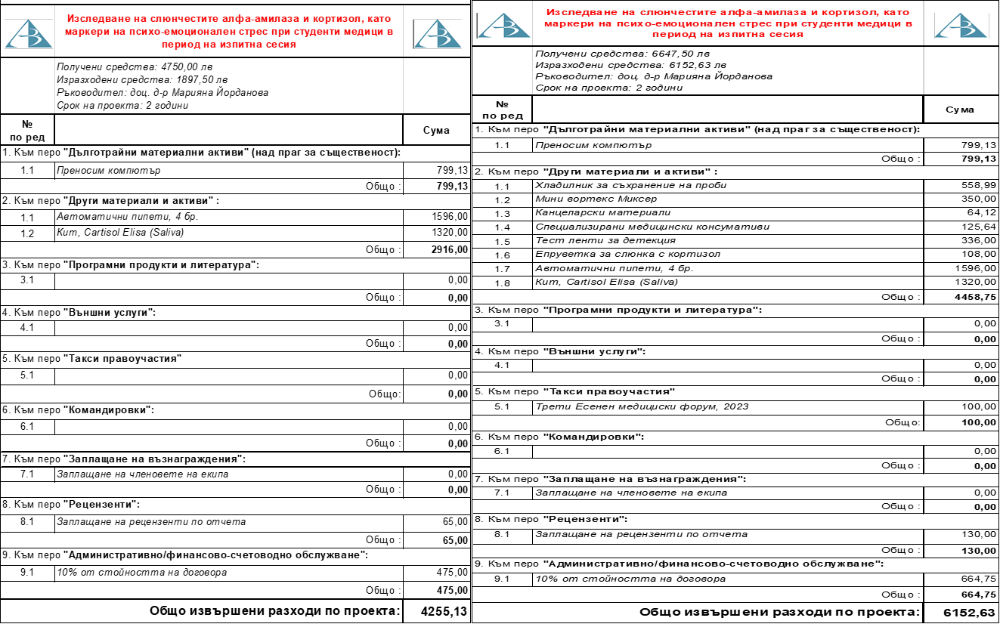 Изследване на слюнчестите алфа-амилаза и кортизол, като
маркери на психо-емоционален стрес при студенти медици в
период на изпитна сесия
Получени средства: 4750,00 лв
Изразходени средства: 1897,50 лв
Ръководител: доц. д-р Марияна Йорданова
Срок на проекта: 2 години
№
по ред
Сума
1. Към перо "Дълготрайни материални активи" (над праг за същественост):
1.1 Преносим компютър 799,13
Общо : 799,13
2. Към перо "Други материали и активи" :
1.1 Автоматични пипети, 4 бр. 1596,00
1.2 Кит, Cartisol Elisa (Saliva) 1320,00
Общо : 2916,00
3. Към перо "Програмни продукти и литература":
3.1 0,00
Общо : 0,00
4. Към перо "Външни услуги":
4.1 0,00
Общо : 0,00
5. Към перо "Такси правоучастия"
5.1 0,00
Общо: 0,00
6. Към перо "Командировки":
6.1 0,00
Общо : 0,00
7. Към перо "Заплащане на възнаграждения":
7.1 Заплащане на членовете на екипа 0,00
Общо : 0,00
8. Към перо "Рецензенти":
8.1 Заплащане на рецензенти по отчета 65,00
Общо : 65,00
9. Към перо "Административно/финансово-счетоводно обслужване":
9.1 10% от стойността на договора 475,00
Общо : 475,00
Общо извършени разходи по проекта: 4255,13
Изследване на слюнчестите алфа-амилаза и кортизол, като
маркери на психо-емоционален стрес при студенти медици в
период на изпитна сесия
Получени средства: 6647,50 лв
Изразходени средства: 6152,63 лв
Ръководител: доц. д-р Марияна Йорданова
Срок на проекта: 2 години
№
по ред
Сума
1. Към перо "Дълготрайни материални активи" (над праг за същественост):
1.1 Преносим компютър 799,13
Общо : 799,13
2. Към перо "Други материали и активи" :
1.1 Хладилник за съхранение на проби 558,99
1.2 Мини вортекс Миксер 350,00
1.3 Канцеларски материали 64,12
1.4 Специализирани медицински консумативи 125,64
1.5 Тест ленти за детекция 336,00
1.6 Епруветка за слюнка с кортизол 108,00
1.7 Автоматични пипети, 4 бр. 1596,00
1.8 Кит, Cartisol Elisa (Saliva) 1320,00
Общо : 4458,75
3. Към перо "Програмни продукти и литература":
3.1 0,00
Общо : 0,00
4. Към перо "Външни услуги":
4.1 0,00
Общо : 0,00
5. Към перо "Такси правоучастия"
5.1 Трети Есенен медициски форум, 2023 100,00
Общо: 100,00
6. Към перо "Командировки":
6.1 0,00
Общо : 0,00
7. Към перо "Заплащане на възнаграждения":
7.1 Заплащане на членовете на екипа 0,00
Общо : 0,00
8. Към перо "Рецензенти":
8.1 Заплащане на рецензенти по отчета 130,00
Общо : 130,00
9. Към перо "Административно/финансово-счетоводно обслужване":
9.1 10% от стойността на договора 664,75
Общо : 664,75
Общо извършени разходи по проекта: 6152,63